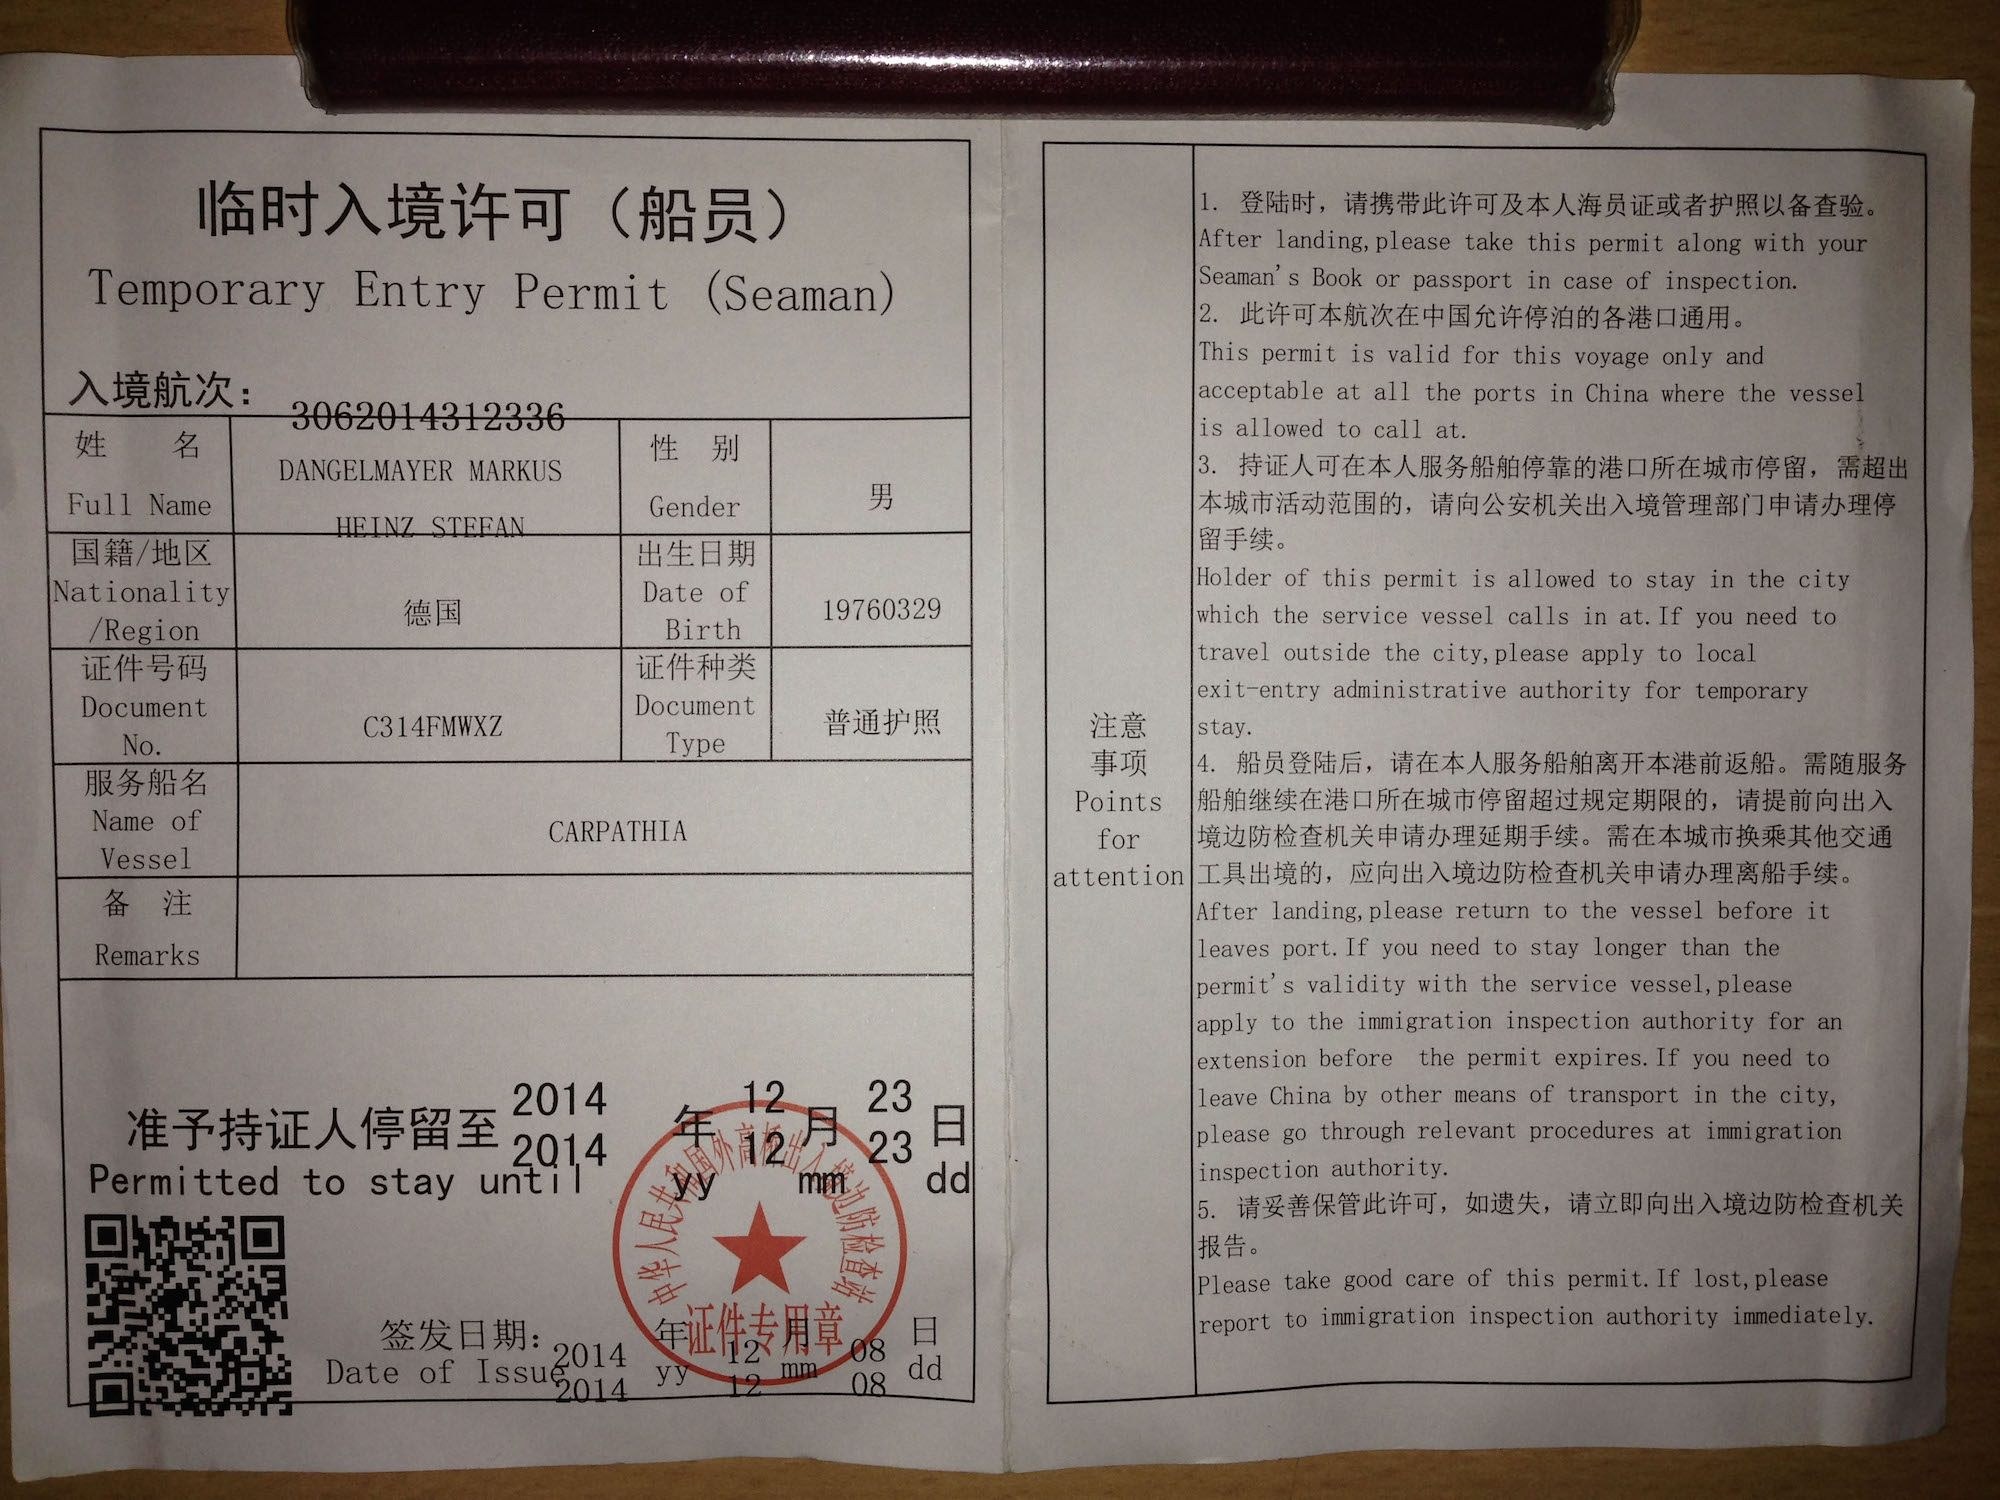 临时入境许可（船员）
Temporary Entry Permit (Seaman)
入境航次： 3062014312336
姓 名
Full Name
DANGELMAYER MARKUS
HEINZ STEFAN
性 别
Gender
男
国籍/地区
Nationality
/Region
德国
出生日期
Date of
Birth
19760329
证件号码
Document
No.
C314FMWXZ
证件种类
Document
Type
普通护照
服务船名
Name of
Vessel
CARPATHIA
备 注
Remarks
准予持证人停留至 2014 年 12 月 23 日
Permitted to stay until 2014 yy 12 mm 23 dd
中华人民共和国外高桥出入境边防检查站
证件专用章
签发日期： 2014 年 12 月 08 日
Date of Issue 2014 yy 12 mm 08 dd
注意
事项
Points
for
attention
1. 登陆时，请携带此许可及本人海员证或者护照以备查验。
After landing,please take this permit along with your
Seaman's Book or passport in case of inspection.
2. 此许可本航次在中国允许停泊的各港口通用。
This permit is valid for this voyage only and
acceptable at all the ports in China where the vessel
is allowed to call at.
3. 持证人可在本人服务船舶停靠的港口所在城市停留，需超出
本城市活动范围的，请向公安机关出入境管理部门申请办理停
留手续。
Holder of this permit is allowed to stay in the city
which the service vessel calls in at.If you need to
travel outside the city,please apply to local
exit-entry administrative authority for temporary
stay.
4. 船员登陆后，请在本人服务船舶离开本港前返船。需随服务
船舶继续在港口所在城市停留超过规定期限的，请提前向出入
境边防检查机关申请办理延期手续。需在本城市换乘其他交通
工具出境的，应向出入境边防检查机关申请办理离船手续。
After landing,please return to the vessel before it
leaves port.If you need to stay longer than the
permit's validity with the service vessel,please
apply to the immigration inspection authority for an
extension before the permit expires.If you need to
leave China by other means of transport in the city,
please go through relevant procedures at immigration
inspection authority.
5. 请妥善保管此许可，如遗失，请立即向出入境边防检查机关
报告。
Please take good care of this permit.If lost,please
report to immigration inspection authority immediately.